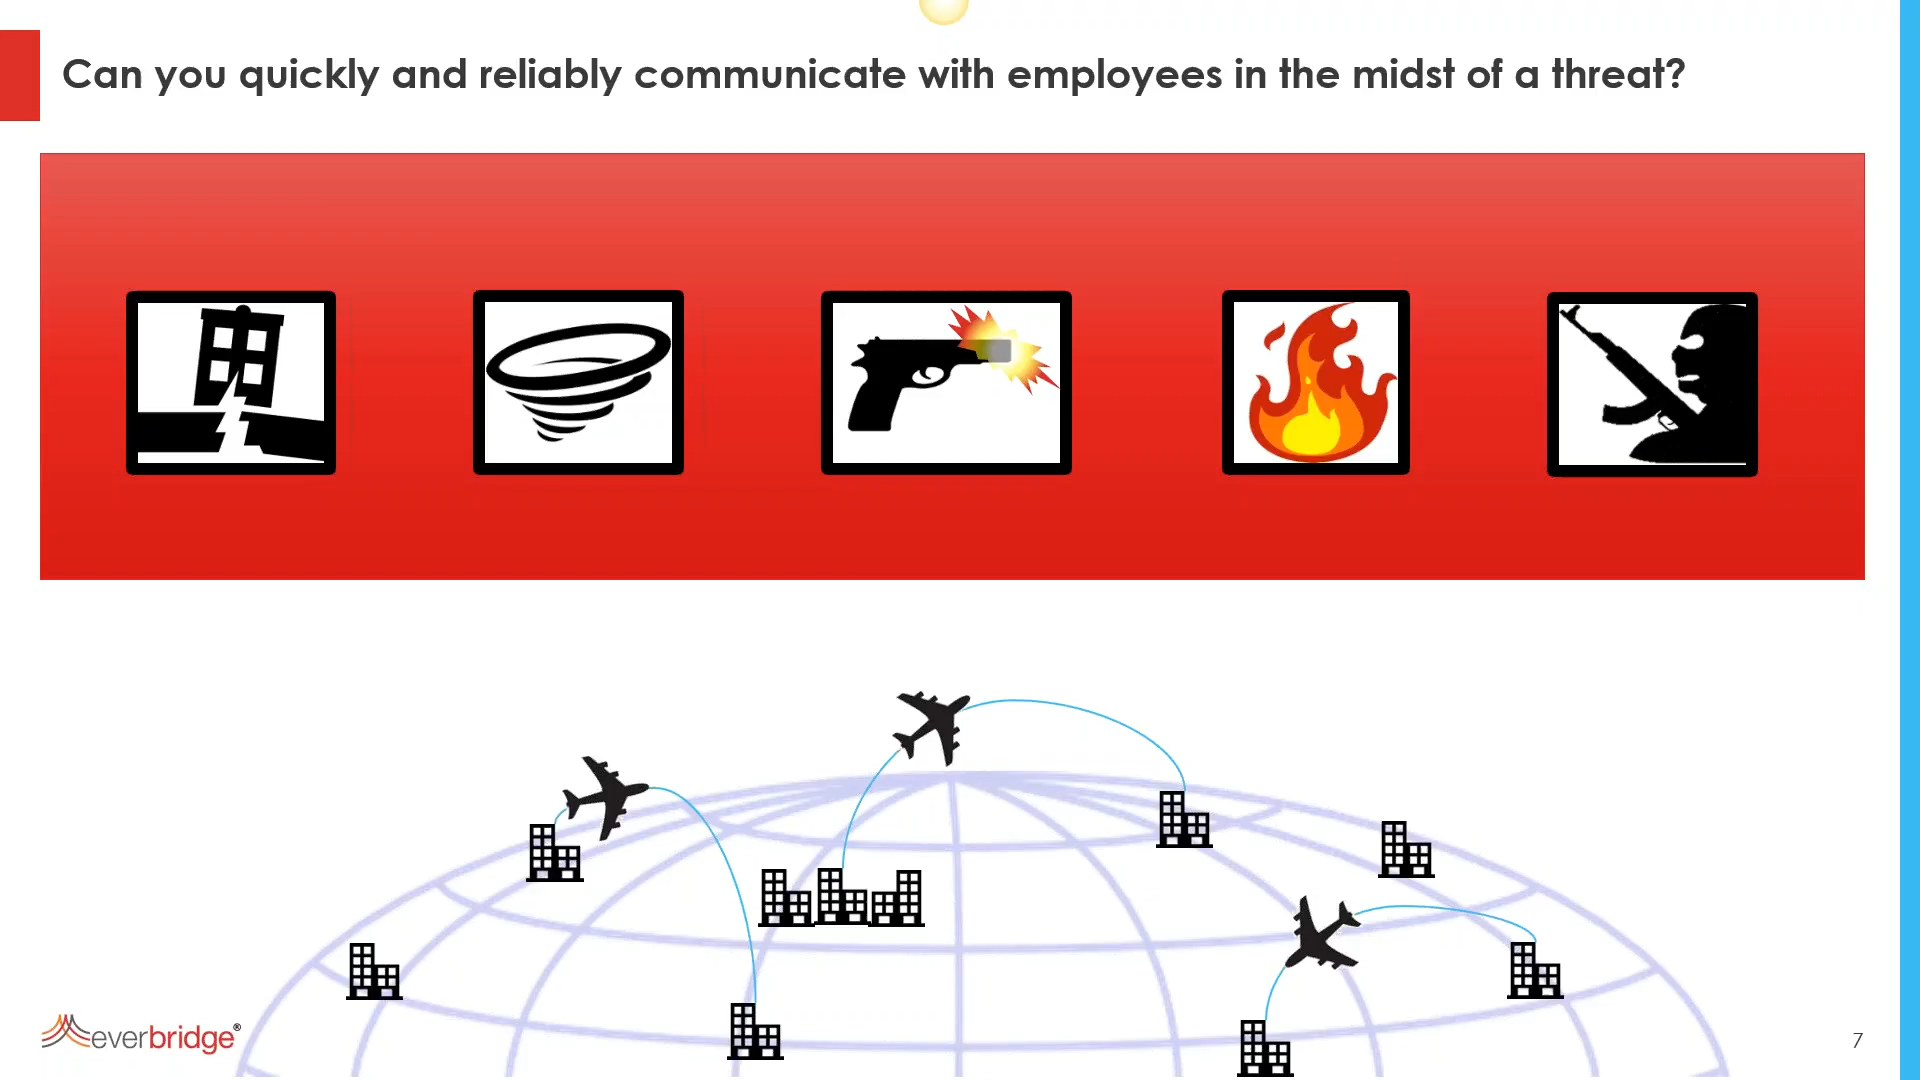 Can you quickly and reliably communicate with employees in the midst of a threat?
everbridge®
7